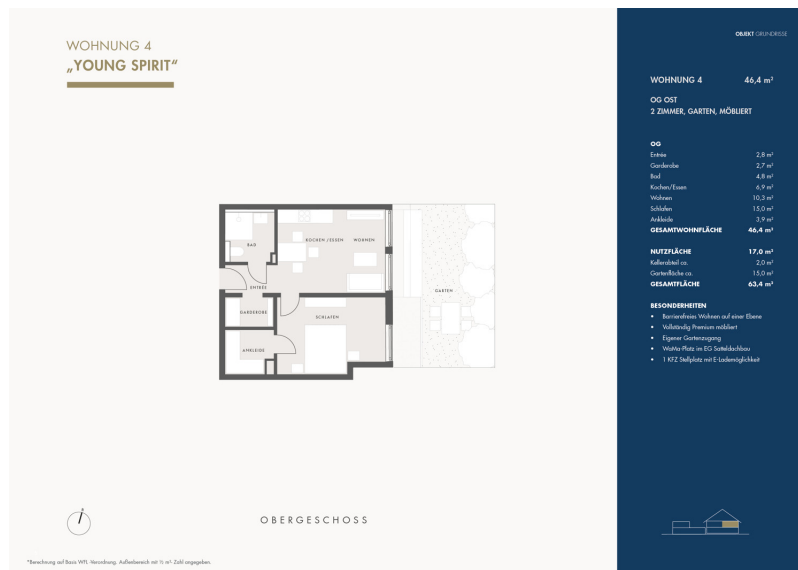 WOHNUNG 4
„YOUNG SPIRIT“
BAD
KOCHEN /ESSEN
WOHNEN
ENTRÉE
GARDEROBE
SCHLAFEN
ANKLEIDE
GARTEN
OBERGESCHOSS
*Berechnung auf Basis WFL -Verordnung. Außenbereich mit ½ m²- Zahl angegeben.
OBJEKT GRUNDRISSE
WOHNUNG 4 46,4 m²
OG OST
2 ZIMMER, GARTEN, MÖBLIERT
OG
Entrée 2,8 m²
Garderobe 2,7 m²
Bad 4,8 m²
Kochen/Essen 6,9 m²
Wohnen 10,3 m²
Schlafen 15,0 m²
Ankleide 3,9 m²
GESAMTWOHNFLÄCHE 46,4 m²
NUTZFLÄCHE 17,0 m²
Kellerabteil ca. 2,0 m²
Gartenfläche ca. 15,0 m²
GESAMTFLÄCHE 63,4 m²
BESONDERHEITEN
• Barrierefreies Wohnen auf einer Ebene
• Vollständig Premium möbliert
• Eigener Gartenzugang
• WaMa-Platz im EG Satteldachbau
• 1 KFZ Stellplatz mit E-Lademöglichkeit